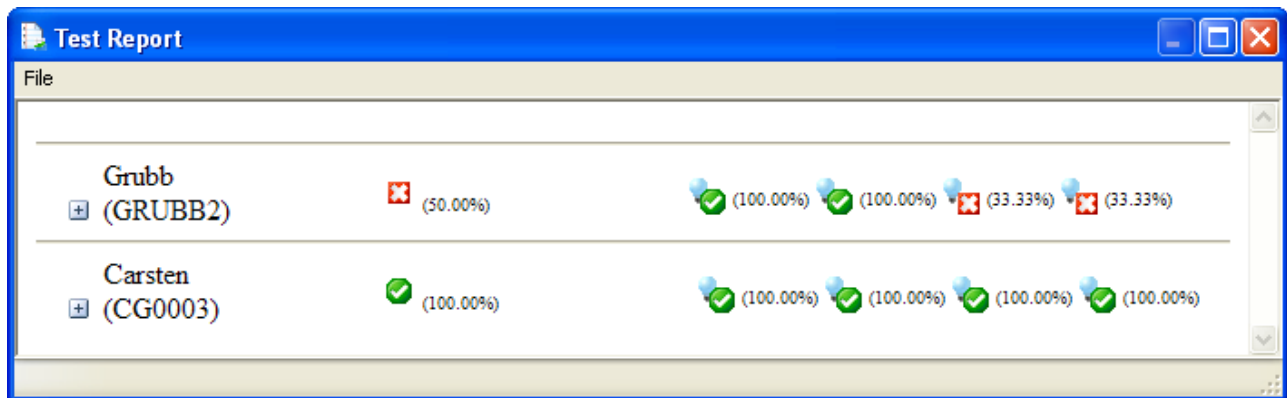 Test Report
File
Grubb
(GRUBB2)
(50.00%)
(100.00%) (100.00%) (33.33%) (33.33%)
Carsten
(CG0003)
(100.00%)
(100.00%) (100.00%) (100.00%) (100.00%)